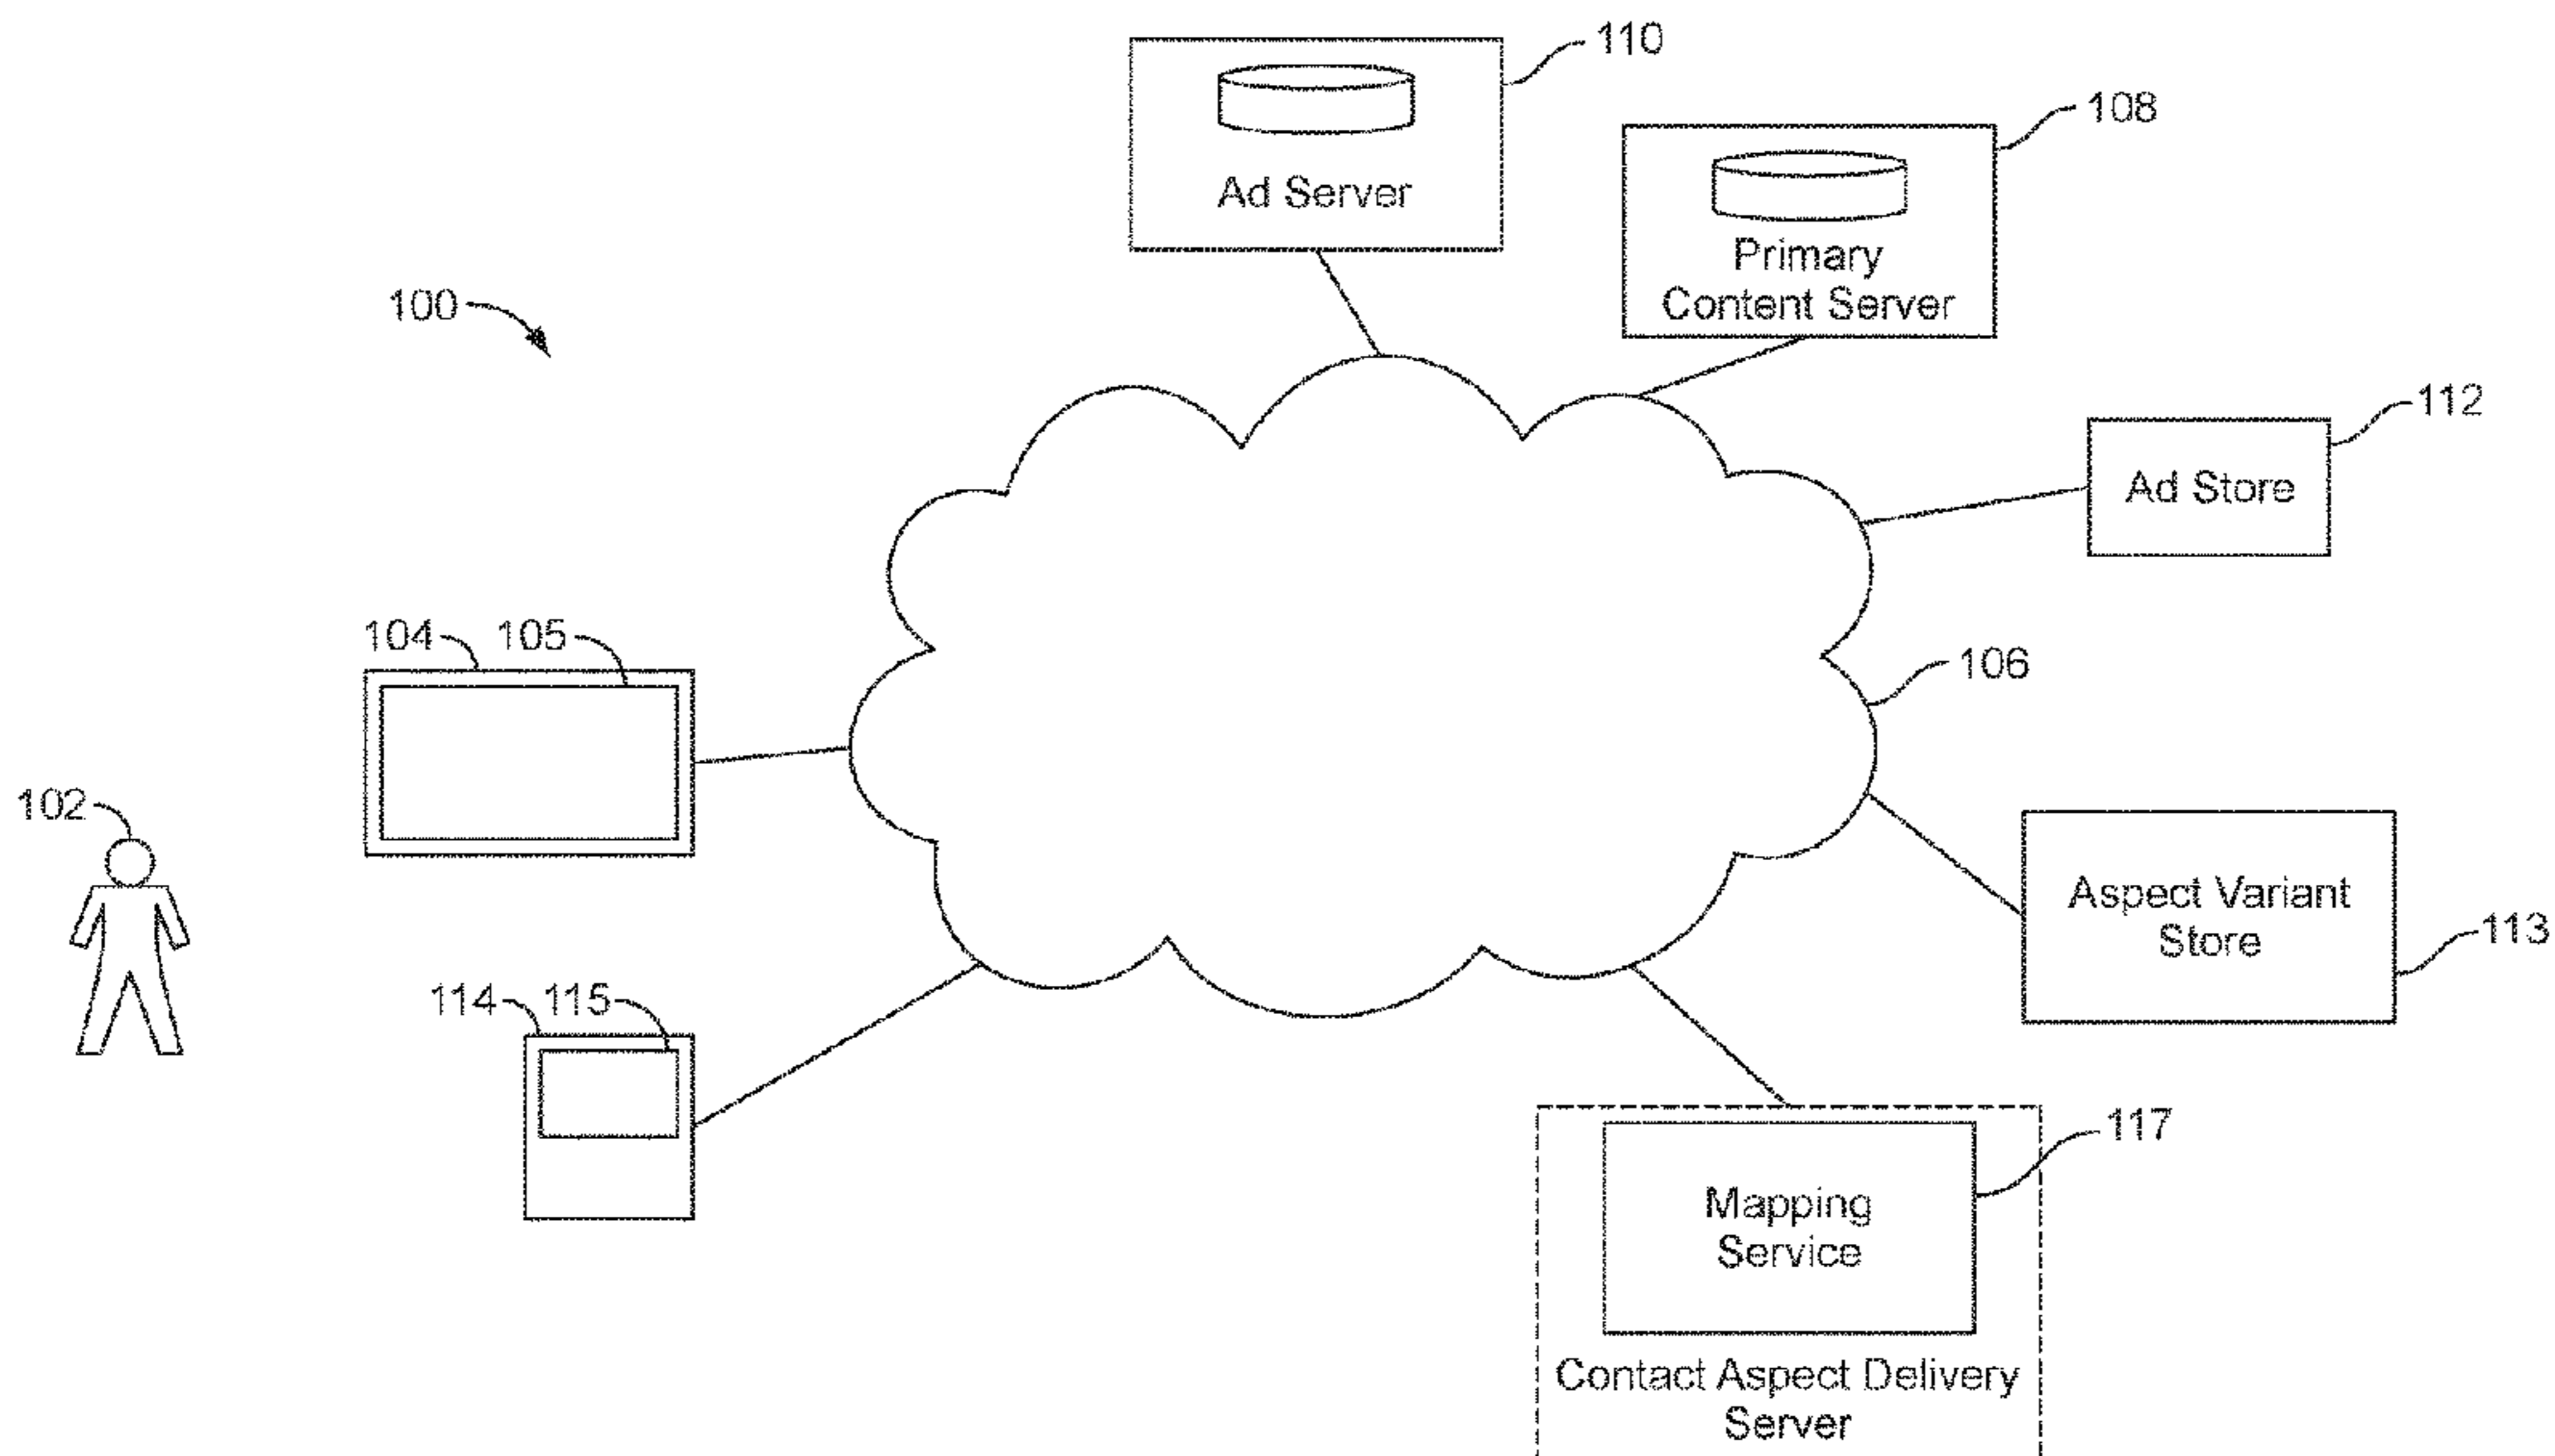 110
Ad Server
108
Primary
Content Server
100
112
Ad Store
104
105
106
102
Aspect Variant
Store
113
114
115
117
Mapping
Service
Contact Aspect Delivery
Server